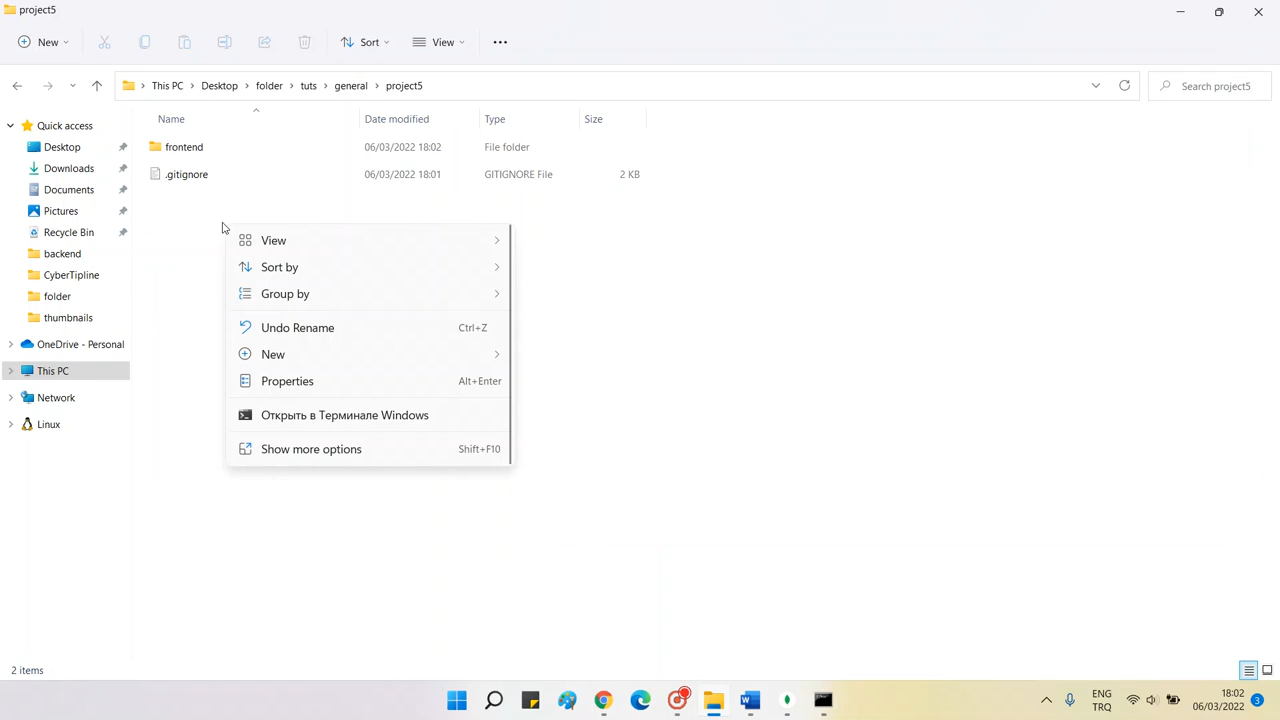 project5
New
Sort
View
This PC
Desktop
folder
tuts
general
project5
Search project5
Name
Date modified
Type
Size
Quick access
Desktop
Downloads
Documents
Pictures
Recycle Bin
backend
CyberTipline
folder
thumbnails
OneDrive - Personal
This PC
Network
Linux
frontend
06/03/2022 18:02
File folder
.gitignore
06/03/2022 18:01
GITIGNORE File
2 KB
View
Sort by
Group by
Undo Rename
Ctrl+Z
New
Properties
Alt+Enter
Открыть в Терминале Windows
Show more options
Shift+F10
2 items
ENG
TRQ
18:02
06/03/2022
3